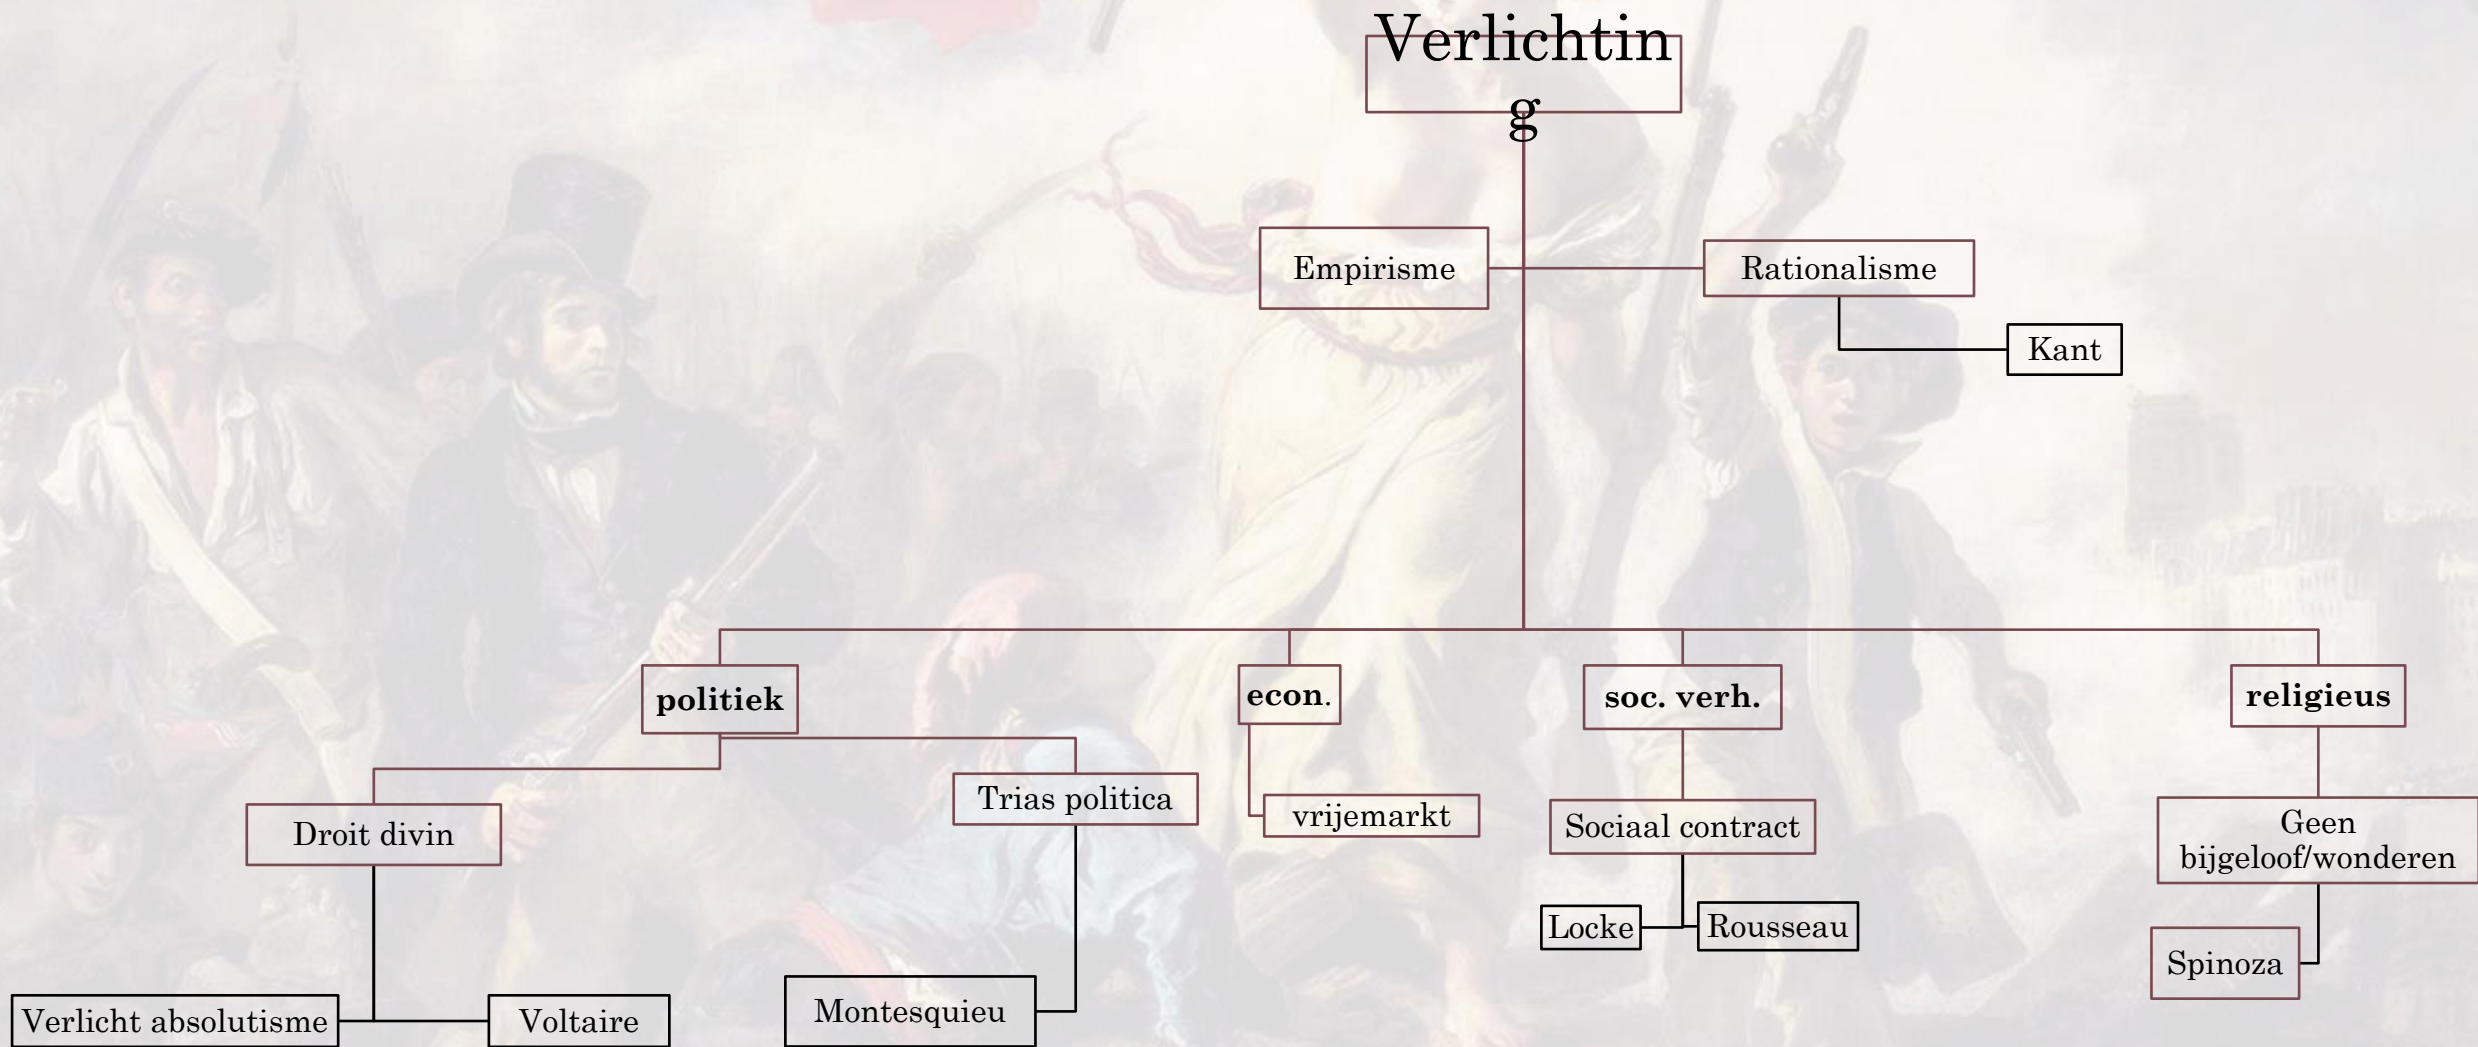 Verlichtin
g
Empirisme
Rationalisme
Kant
politiek
econ.
soc. verh.
religieus
Droit divin
Trias politica
vrijemarkt
Sociaal contract
Geen
bijgeloof/wonderen
Locke
Rousseau
Spinoza
Verlicht absolutisme
Voltaire
Montesquieu